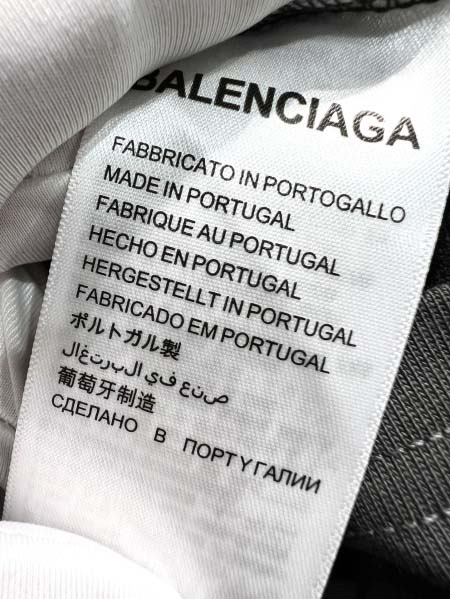 BALENCIAGA
FABBRICATO IN PORTOGALLO
MADE IN PORTUGAL
FABRIQUE AU PORTUGAL
HECHO EN PORTUGAL
HERGESTELLT IN PORTUGAL
FABRICADO EM PORTUGAL
ポルトガル製
صنع في البرتغال
葡萄牙制造
СДЕЛАНО В ПОРТУГАЛИИ